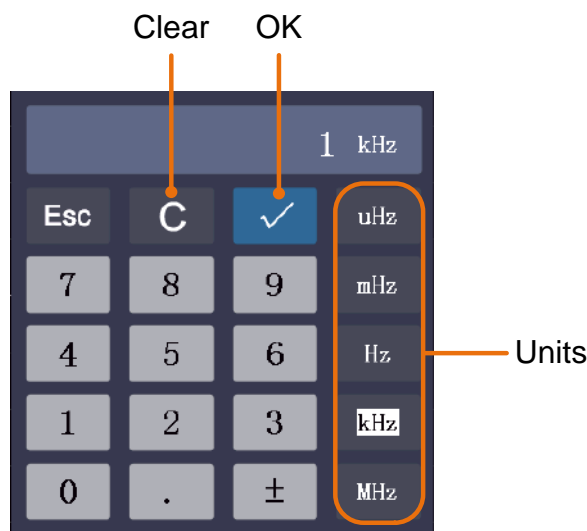 Clear OK
1 kHz
Esc C ✓ uHz
7 8 9 mHz
4 5 6 Hz
Units
1 2 3 kHz
0 . ± MHz